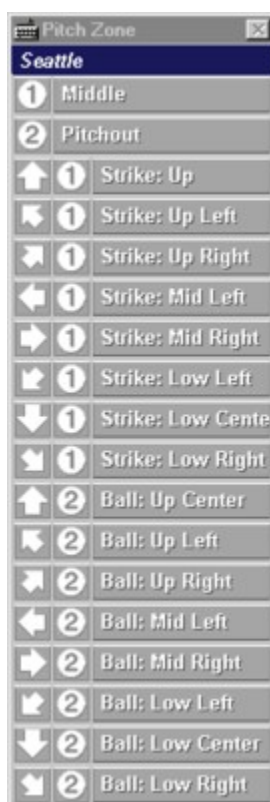 Pitch Zone
Seattle
1 Middle
2 Pitchout
1 Strike: Up
1 Strike: Up Left
1 Strike: Up Right
1 Strike: Mid Left
1 Strike: Mid Right
1 Strike: Low Left
1 Strike: Low Cente
1 Strike: Low Right
2 Ball: Up Center
2 Ball: Up Left
2 Ball: Up Right
2 Ball: Mid Left
2 Ball: Mid Right
2 Ball: Low Left
2 Ball: Low Center
2 Ball: Low Right